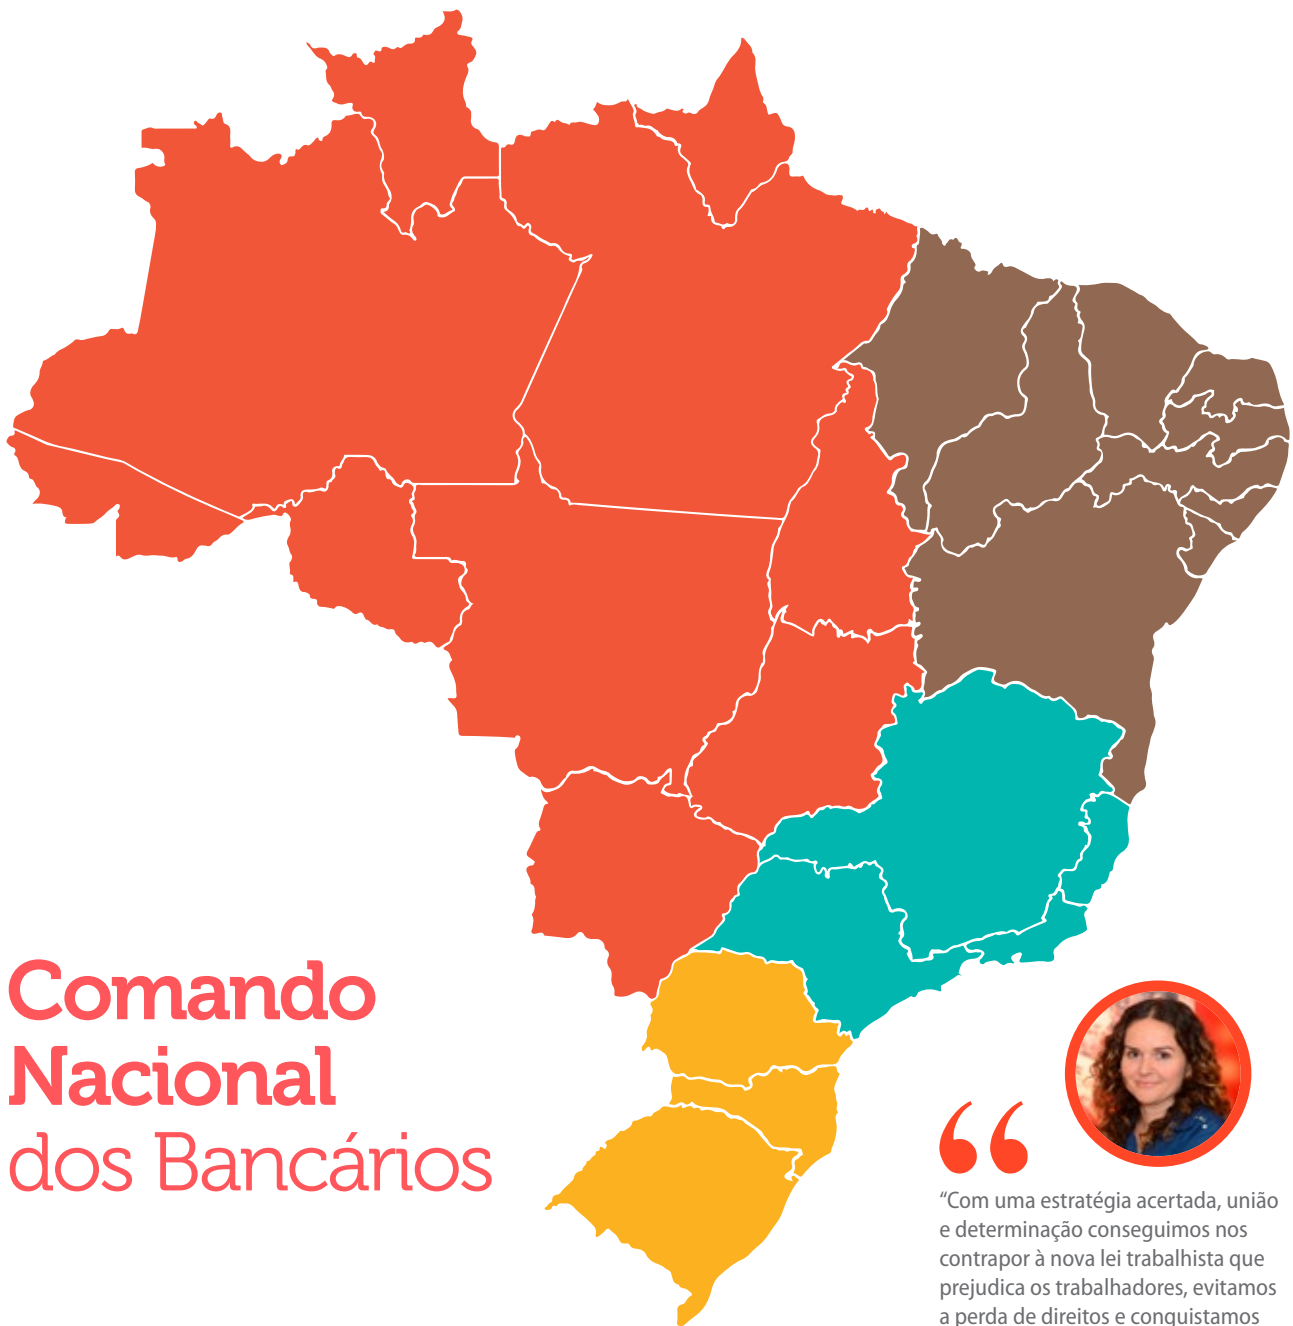 Comando
Nacional
dos Bancários
“Com uma estratégia acertada, união
e determinação conseguimos nos
contrapor à nova lei trabalhista que
prejudica os trabalhadores, evitamos
a perda de direitos e conquistamos